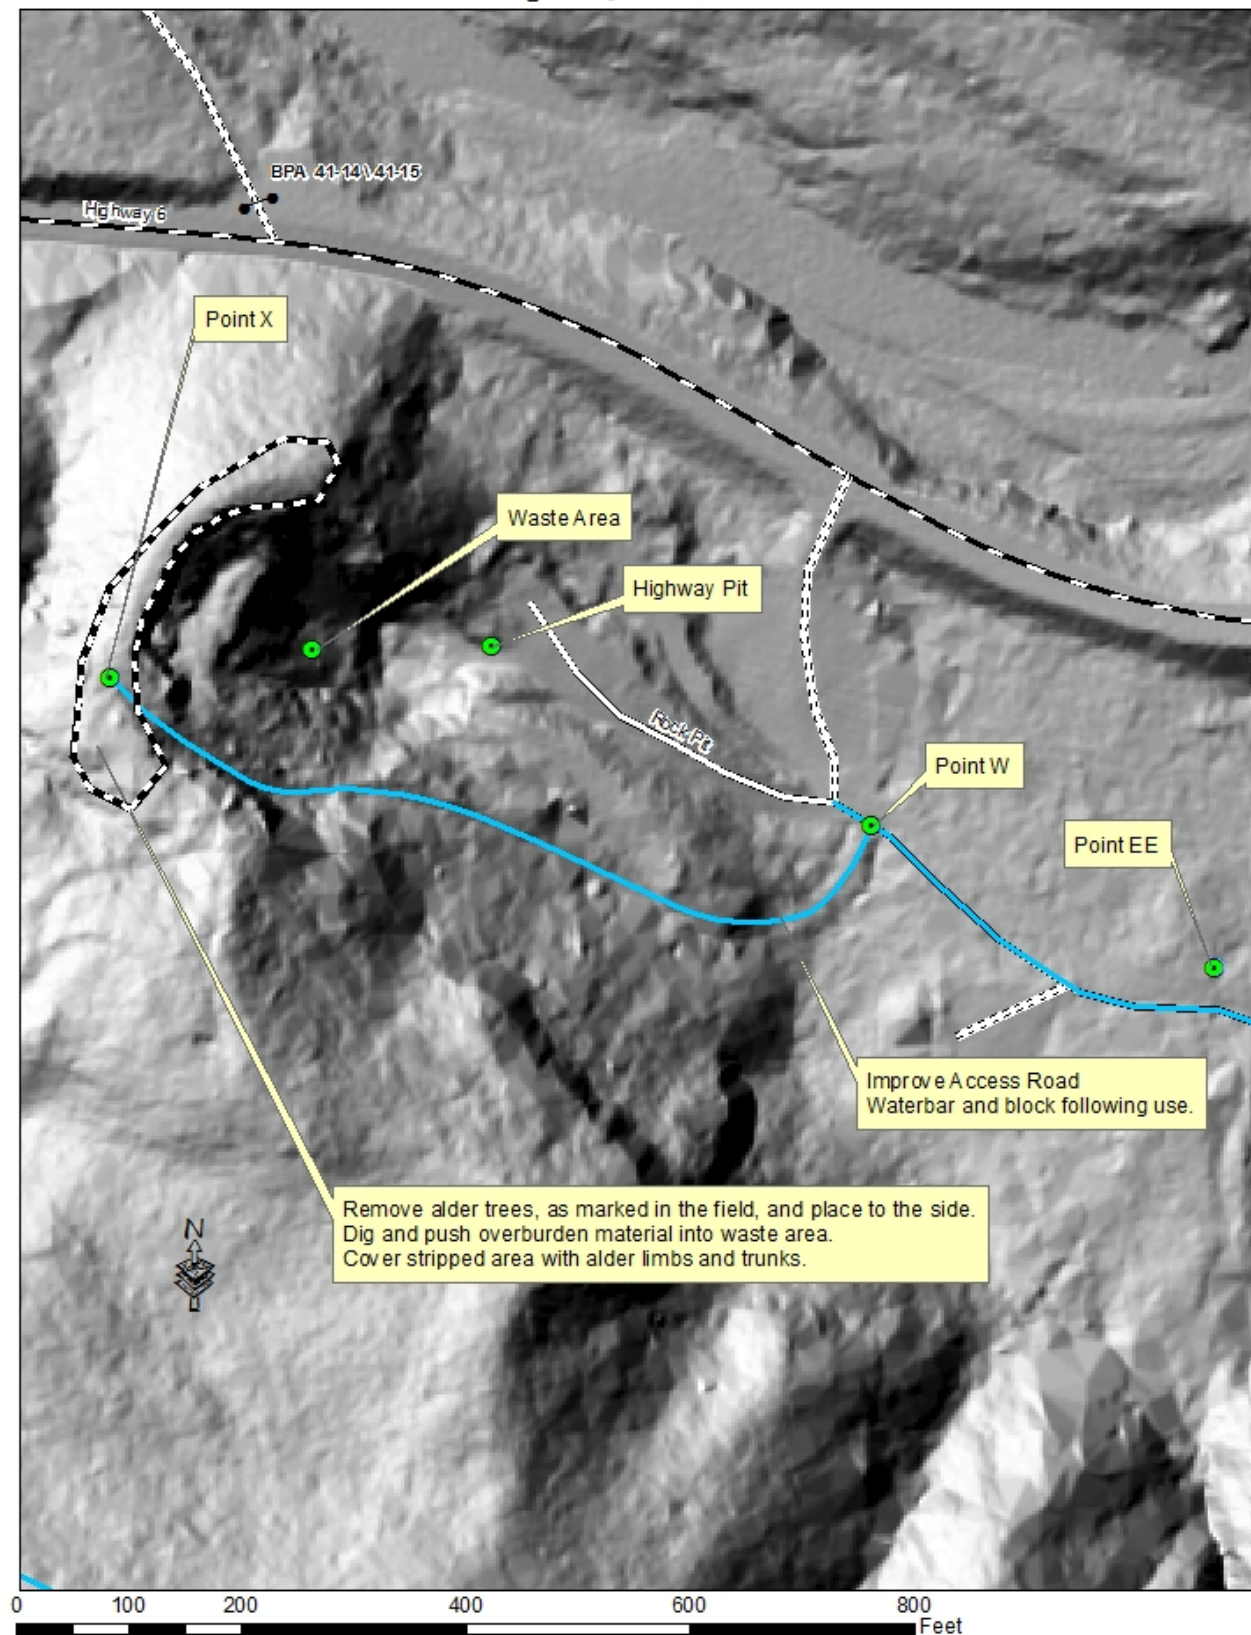 BPA 41-14\41-15
Highway 6
Point X
Waste Area
Highway Pit
Rock Pit
Point W
Point EE
Improve Access Road
Waterbar and block following use.
Remove alder trees, as marked in the field, and place to the side.
Dig and push overburden material into waste area.
Cover stripped area with alder limbs and trunks.
N
0 100 200 400 600 800
Feet